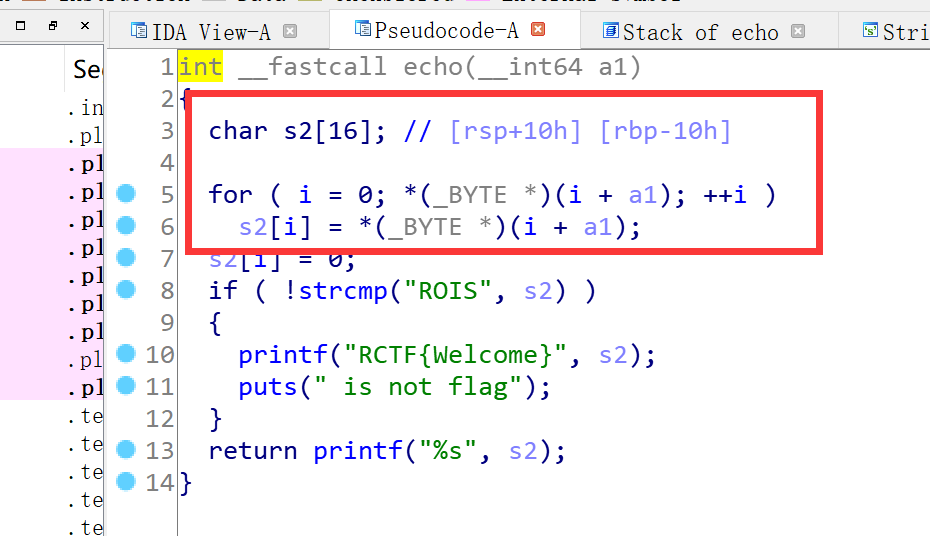 IDA View-A
Pseudocode-A
Stack of echo
Stri
Se
.in
.pl
.pl
.pl
.pl
.pl
.pl
.pl
.pl
.pl
.pl
.pl
.te
.te
.te
.te
.te
1 int __fastcall echo(__int64 a1)
2 {
3 char s2[16]; // [rsp+10h] [rbp-10h]
4
5 for ( i = 0; *(_BYTE *)(i + a1); ++i )
6 s2[i] = *(_BYTE *)(i + a1);
7 s2[i] = 0;
8 if ( !strcmp("ROIS", s2) )
9 {
10 printf("RCTF{Welcome}", s2);
11 puts(" is not flag");
12 }
13 return printf("%s", s2);
14 }